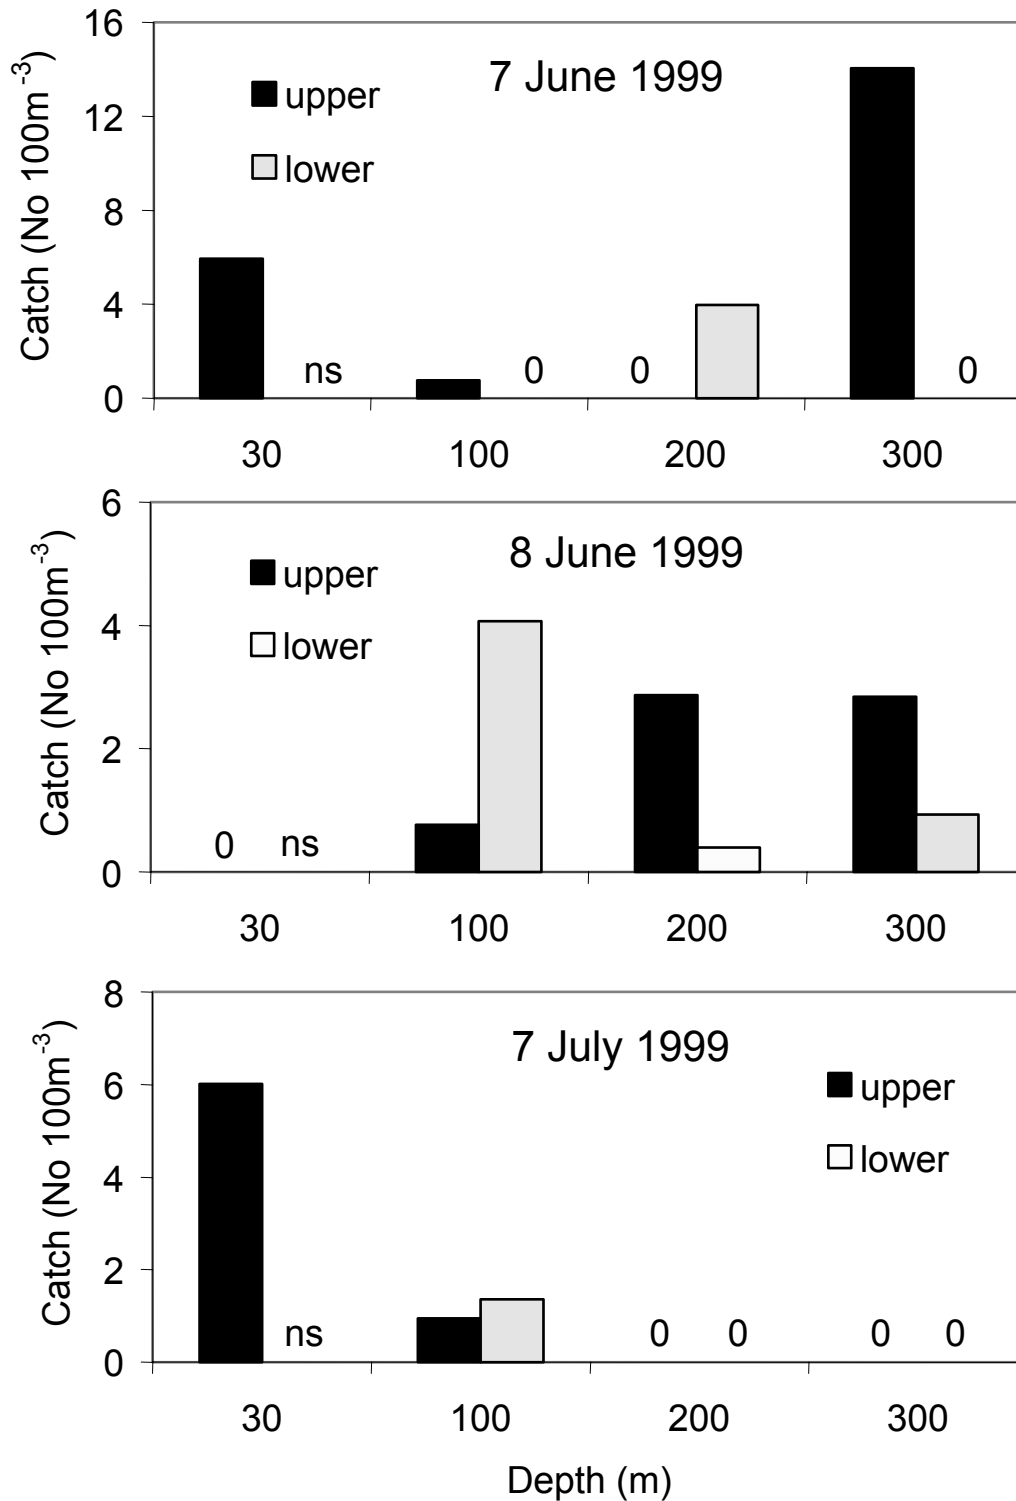 7 June 1999
Catch (No 100m⁻³)
16
12
8
4
0
upper
lower
ns
0
0
0
30 100 200 300
8 June 1999
Catch (No 100m⁻³)
6
4
2
0
upper
lower
0 ns
30 100 200 300
7 July 1999
Catch (No 100m⁻³)
8
6
4
2
0
upper
lower
ns
0 0 0 0
30 100 200 300
Depth (m)